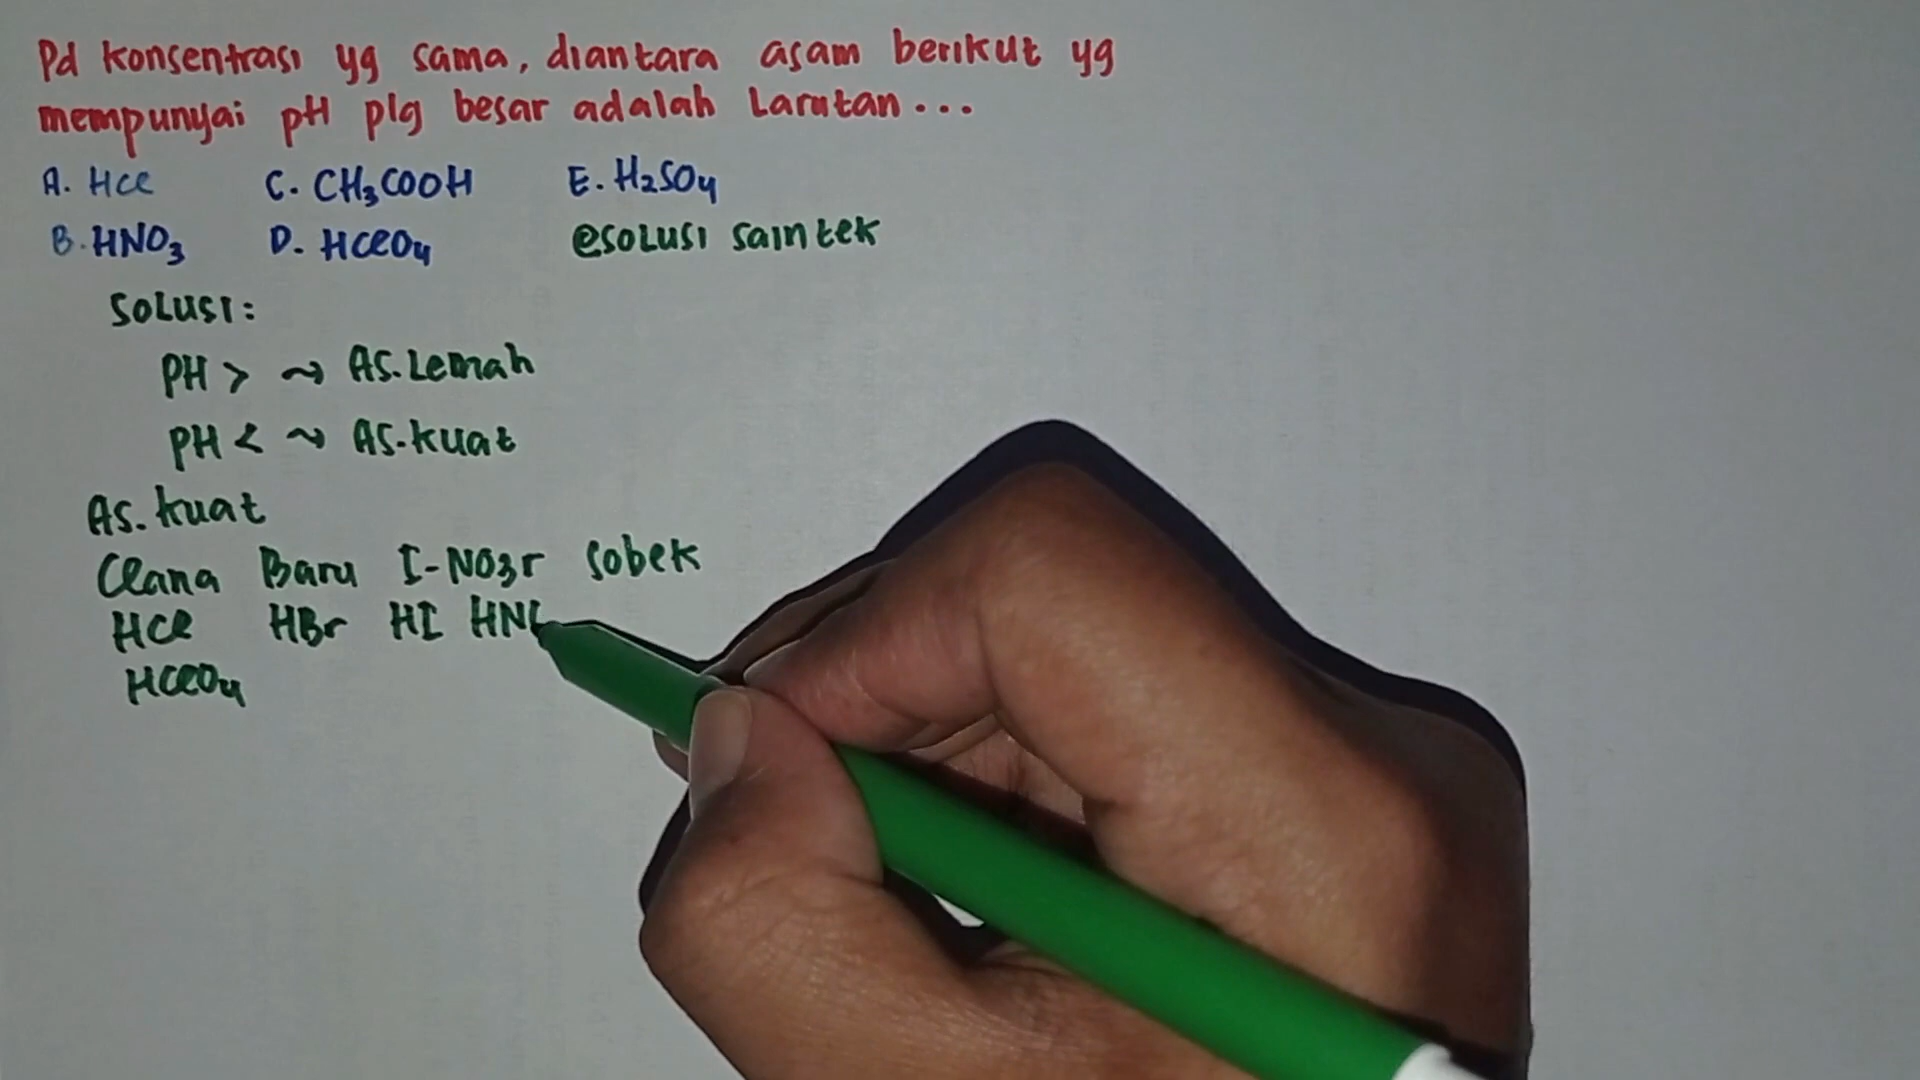 Pd konsentrasi yg sama, diantara asam berikut yg
mempunyai pH plg besar adalah Larutan...
A. HCl C. CH₃COOH E. H₂SO₄
B. HNO₃ D. HClO₄ @SOLUSI SAINTEK
SOLUSI:
PH > ⇝ AS. Lemah
PH < ⇝ AS. kuat
As. kuat
Clana Baru I-NO3r Sobek
HCl HBr HI HN
HClO₄